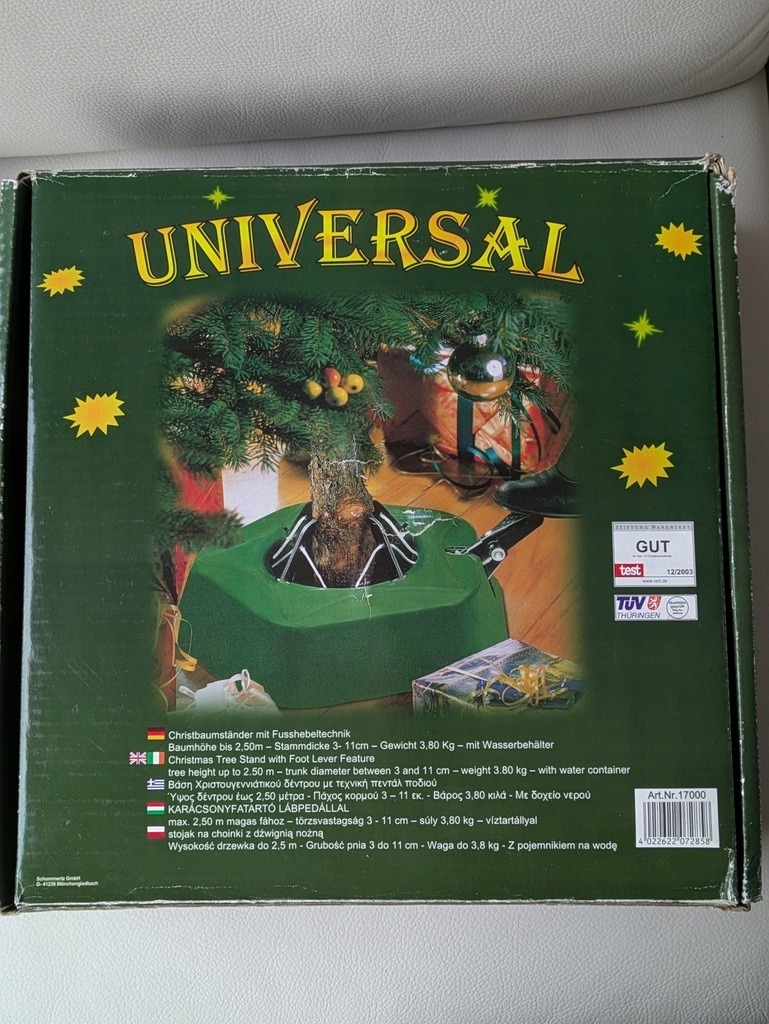 UNIVERSAL
STIFTUNG WARENTEST
GUT
test 12/2003
www.test.de
TÜV
THÜRINGEN
Christbaumständer mit Fusshebeltechnik
Baumhöhe bis 2,50m – Stammdicke 3- 11cm – Gewicht 3,80 Kg – mit Wasserbehälter
Christmas Tree Stand with Foot Lever Feature
tree height up to 2.50 m – trunk diameter between 3 and 11 cm – weight 3.80 kg – with water container
Βάση Χριστουγεννιάτικου δέντρου με τεχνική πεντάλ ποδιού
Ύψος δέντρου έως 2,50 μέτρα - Πάχος κορμού 3 – 11 εκ. - Βάρος 3,80 κιλά - Με δοχείο νερού
KARÁCSONYFATARTÓ LÁBPEDÁLLAL
max. 2,50 m magas fához – törzsvastagság 3 - 11 cm – súly 3,80 kg – víztartállyal
stojak na choinki z dźwignią nożną
Wysokość drzewka do 2,5 m - Grubość pnia 3 do 11 cm - Waga do 3,8 kg - Z pojemnikiem na wodę
Art.Nr.17000
4 022622 072858
Schommertz GmbH
D- 41236 Mönchengladbach